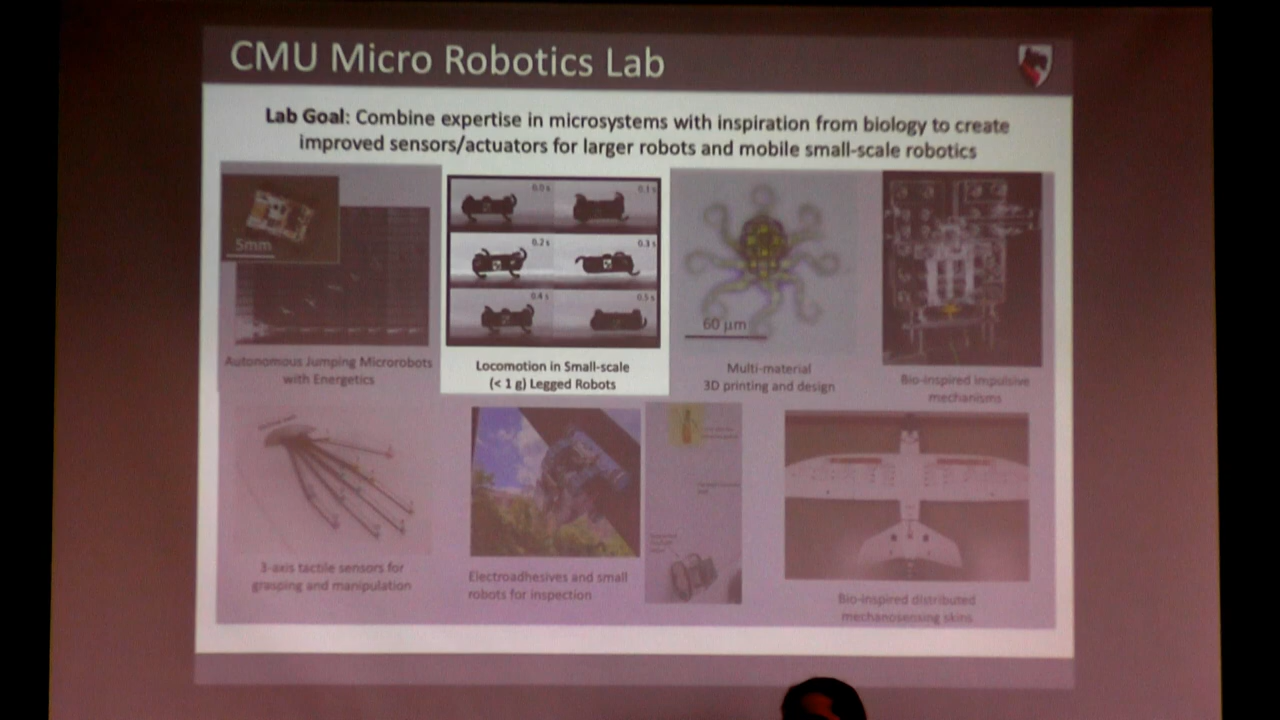 CMU Micro Robotics Lab
Lab Goal: Combine expertise in microsystems with inspiration from biology to create
improved sensors/actuators for larger robots and mobile small-scale robotics
5mm
0.0 s
0.1 s
0.2 s
0.3 s
0.4 s
0.5 s
60 µm
Autonomous Jumping Microrobots
with Energetics
Locomotion in Small-scale
(< 1 g) Legged Robots
Multi-material
3D printing and design
Bio-inspired impulsive
mechanisms
3-axis tactile sensors for
grasping and manipulation
Electroadhesives and small
robots for inspection
Bio-inspired distributed
mechanosensing skins